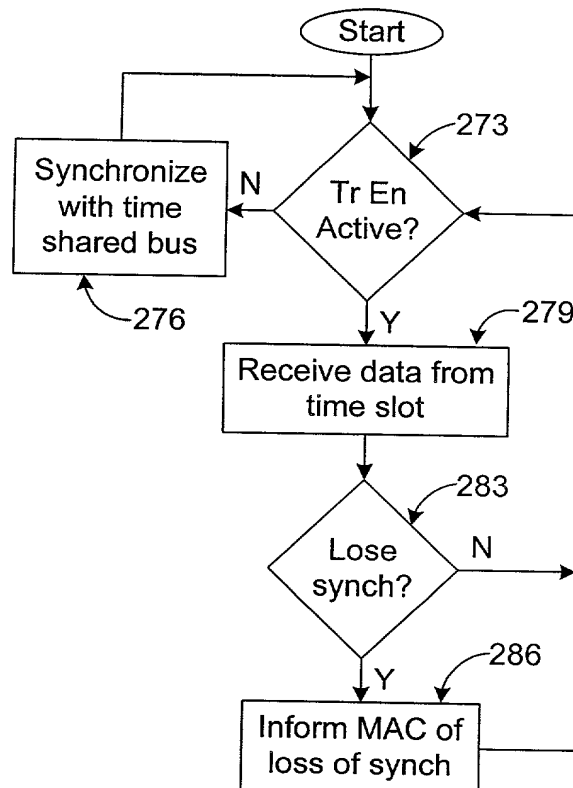 Start
273
Synchronize
with time
shared bus
N
Tr En
Active?
276
Y
279
Receive data from
time slot
283
Lose
synch?
N
Y
286
Inform MAC of
loss of synch